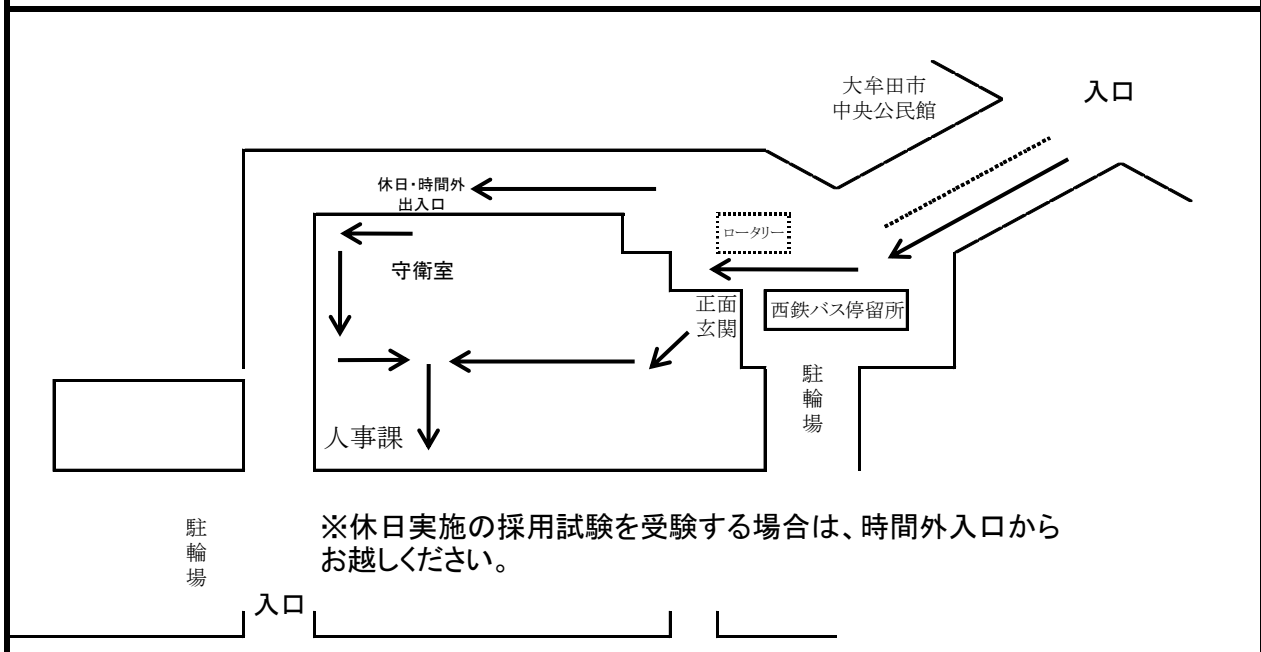 大牟田市
中央公民館
入口
休日・時間外
出入口
ロータリー
守衛室
正面
玄関
西鉄バス停留所
駐輪場
人事課
※休日実施の採用試験を受験する場合は、時間外入口から
お越しください。
駐輪場
入口